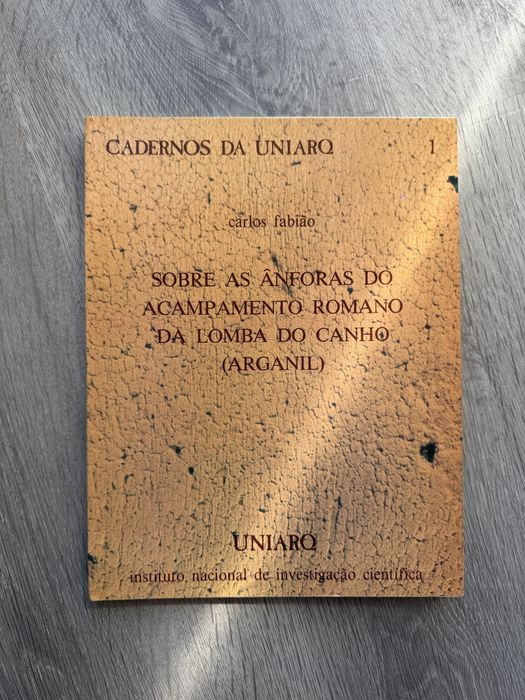 CADERNOS DA UNIARQ 1
carlos fabião
SOBRE AS ÂNFORAS DO
ACAMPAMENTO ROMANO
DA LOMBA DO CANHO
(ARGANIL)
UNIARQ
instituto nacional de investigação científica